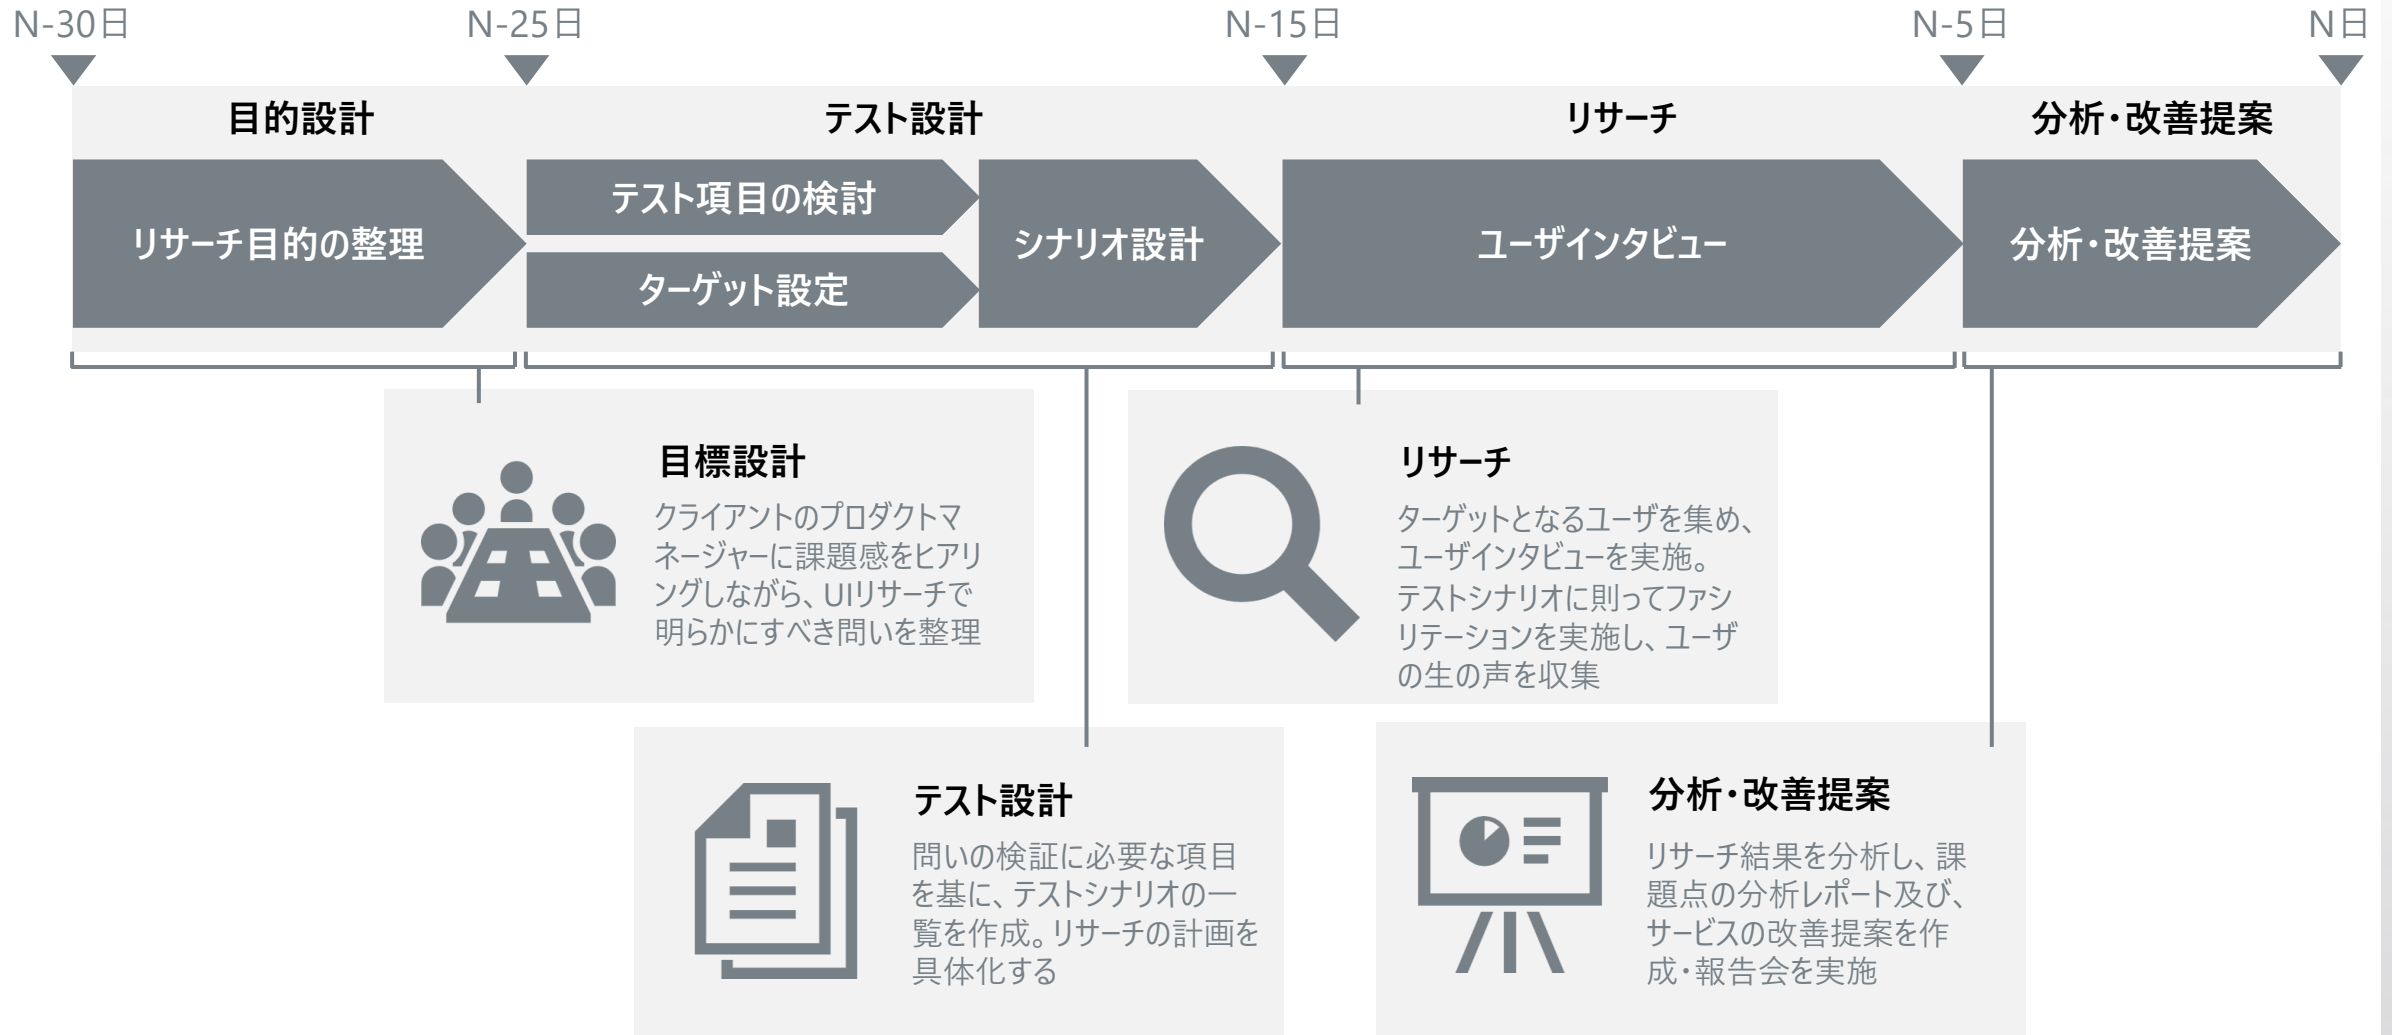 N-30日
N-25日
N-15日
N-5日
N日
目的設計
テスト設計
リサーチ
分析・改善提案
リサーチ目的の整理
テスト項目の検討
ターゲット設定
シナリオ設計
ユーザインタビュー
分析・改善提案
目標設計
クライアントのプロダクトマ
ネージャーに課題感をヒアリ
ングしながら、UIリサーチで
明らかにすべき問いを整理
リサーチ
ターゲットとなるユーザを集め、
ユーザインタビューを実施。
テストシナリオに則ってファシ
リテーションを実施し、ユーザ
の生の声を収集
テスト設計
問いの検証に必要な項目
を基に、テストシナリオの一
覧を作成。リサーチの計画を
具体化する
分析・改善提案
リサーチ結果を分析し、課
題点の分析レポート及び、
サービスの改善提案を作
成・報告会を実施